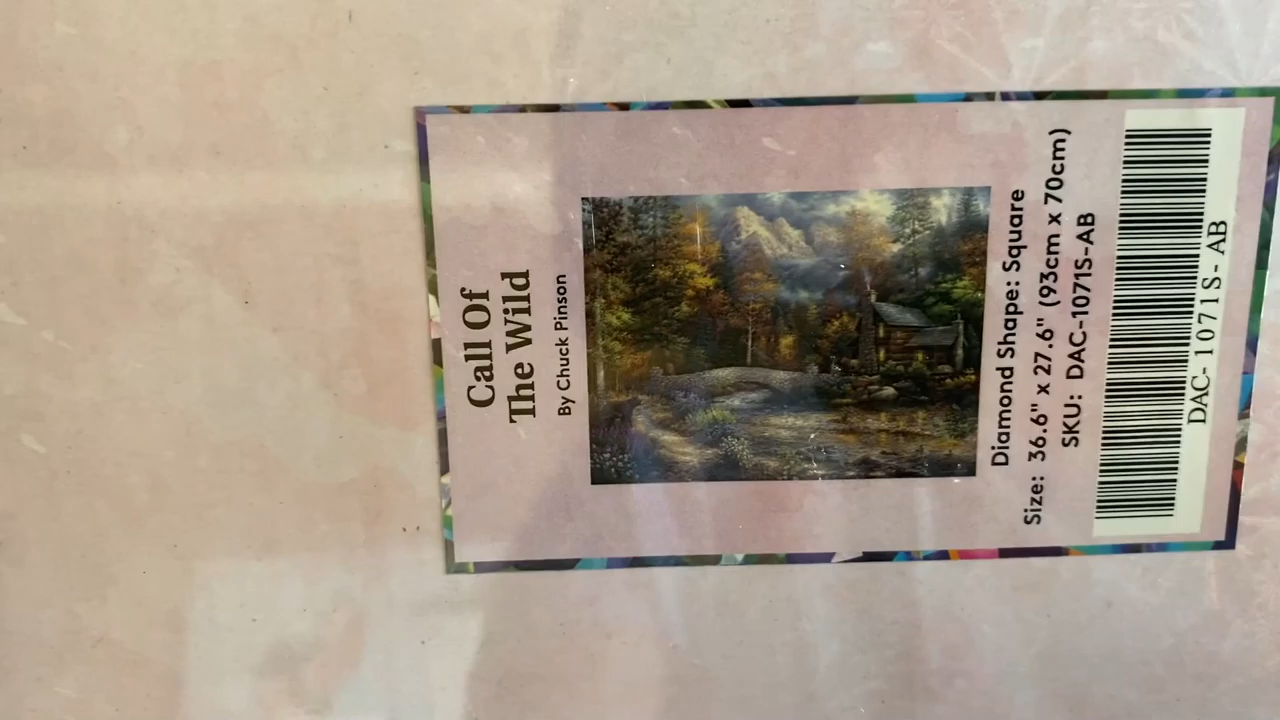 Call Of
The Wild
By Chuck Pinson
Diamond Shape: Square
Size: 36.6" x 27.6" (93cm x 70cm)
SKU: DAC-1071S-AB
DAC-1071S-AB